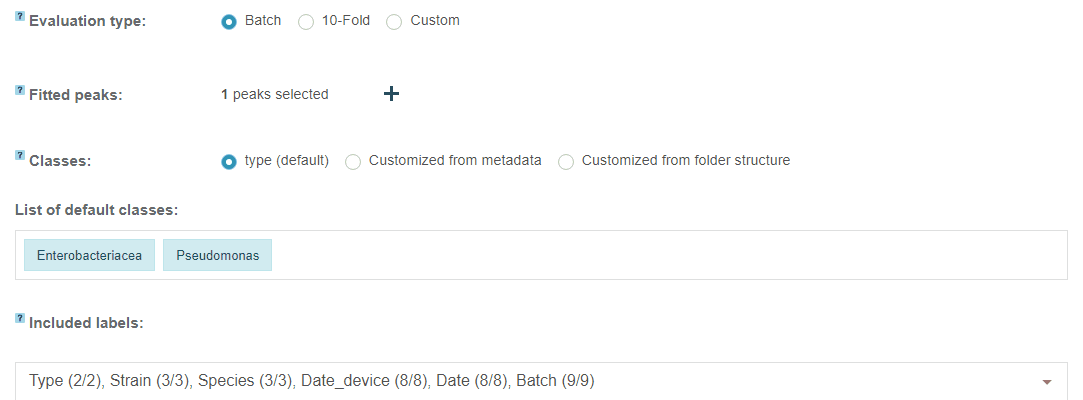 ? Evaluation type: Batch 10-Fold Custom
? Fitted peaks: 1 peaks selected +
? Classes: type (default) Customized from metadata Customized from folder structure
List of default classes:
Enterobacteriacea Pseudomonas
? Included labels:
Type (2/2), Strain (3/3), Species (3/3), Date_device (8/8), Date (8/8), Batch (9/9)